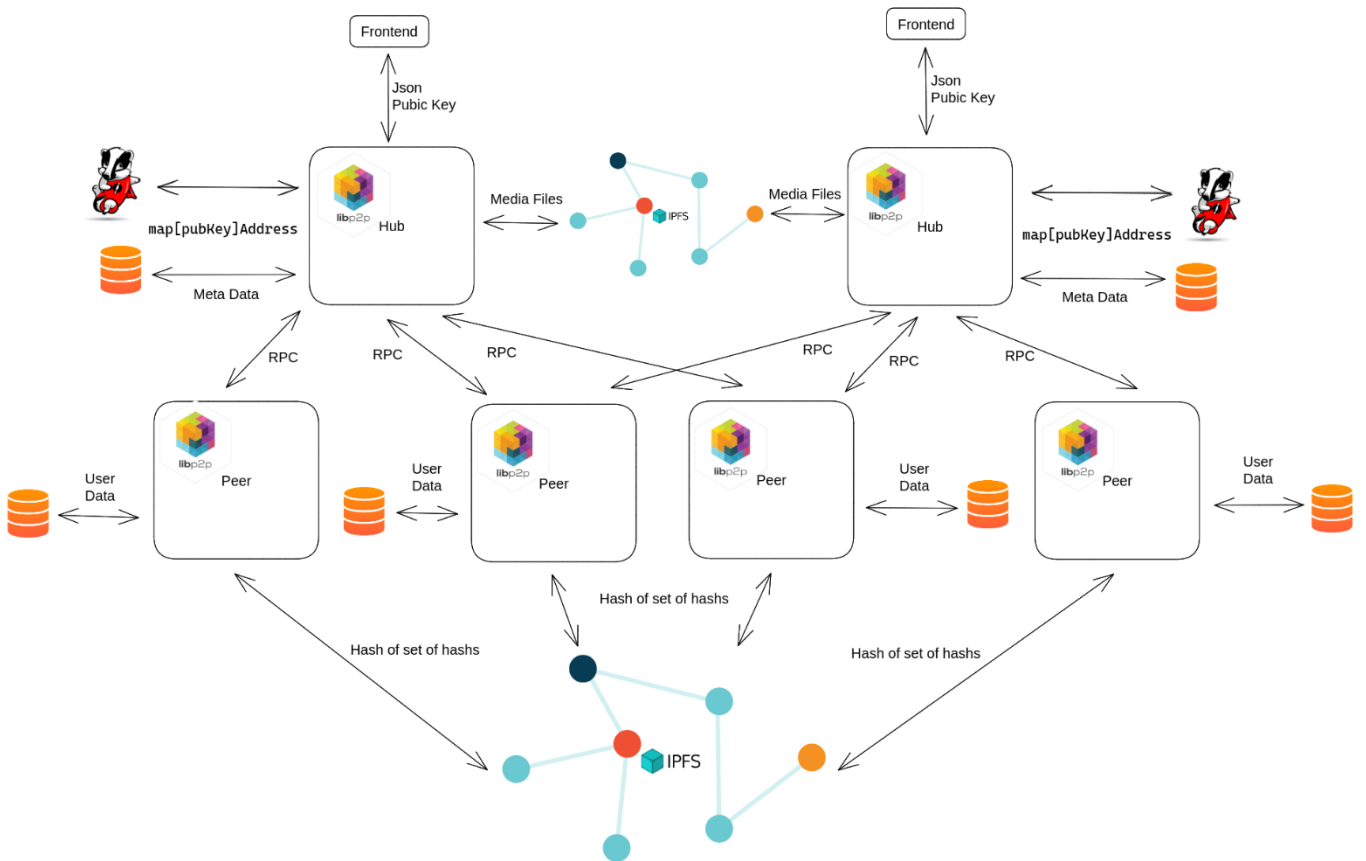 Frontend
Frontend
Json
Pubic Key
Json
Pubic Key
libp2p
Hub
Media Files
IPFS
Media Files
libp2p
Hub
map[pubKey]Address
map[pubKey]Address
Meta Data
Meta Data
RPC
RPC
RPC
RPC
RPC
RPC
libp2p
Peer
libp2p
Peer
libp2p
Peer
libp2p
Peer
User
Data
User
Data
User
Data
User
Data
Hash of set of hashs
Hash of set of hashs
Hash of set of hashs
IPFS